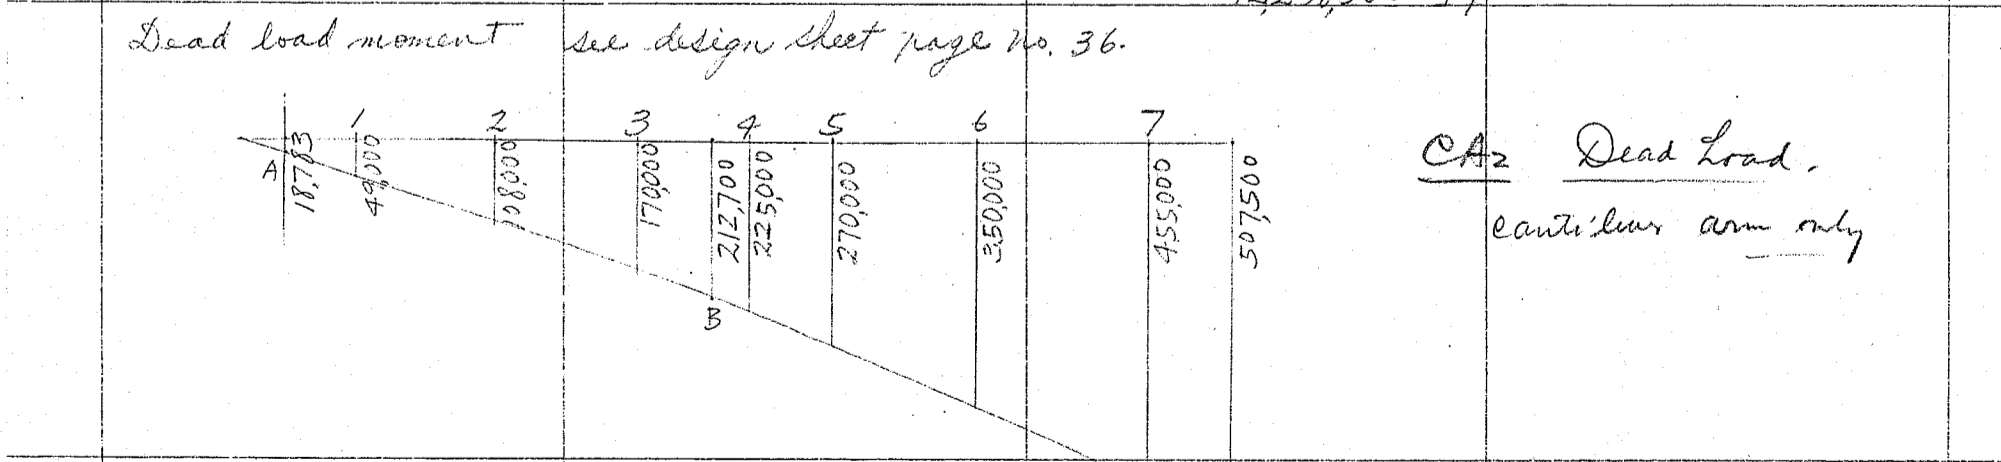 Dead load moment see design sheet page no. 36.
1 2 3 4 5 6 7
A 18,783 49,000 108,000 170,000 212,700 225,000 270,000 350,000 455,000 507,500
B
CA2 Dead Load.
cantilever arm only